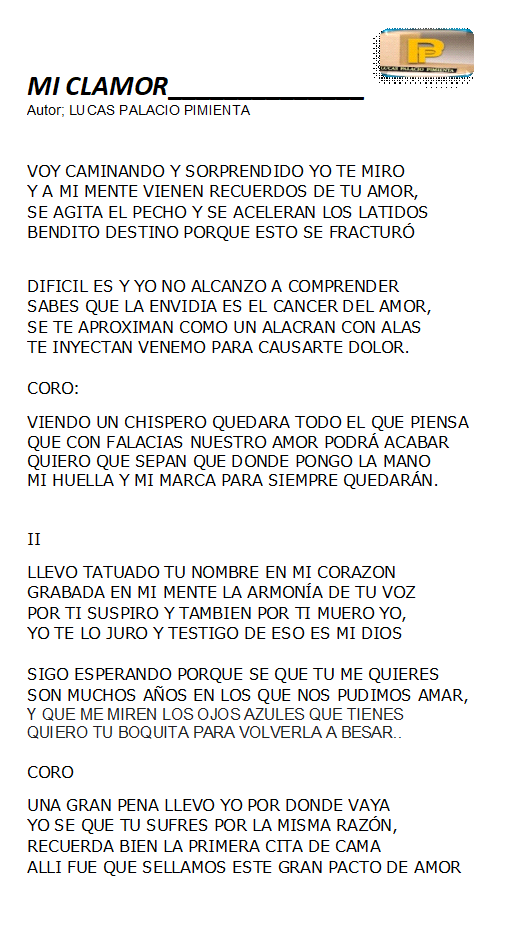 P
LUCAS PALACIO PIMIENTA
MI CLAMOR______________
Autor; LUCAS PALACIO PIMIENTA
VOY CAMINANDO Y SORPRENDIDO YO TE MIRO
Y A MI MENTE VIENEN RECUERDOS DE TU AMOR,
SE AGITA EL PECHO Y SE ACELERAN LOS LATIDOS
BENDITO DESTINO PORQUE ESTO SE FRACTURÓ
DIFICIL ES Y YO NO ALCANZO A COMPRENDER
SABES QUE LA ENVIDIA ES EL CANCER DEL AMOR,
SE TE APROXIMAN COMO UN ALACRAN CON ALAS
TE INYECTAN VENEMO PARA CAUSARTE DOLOR.
CORO:
VIENDO UN CHISPERO QUEDARA TODO EL QUE PIENSA
QUE CON FALACIAS NUESTRO AMOR PODRÁ ACABAR
QUIERO QUE SEPAN QUE DONDE PONGO LA MANO
MI HUELLA Y MI MARCA PARA SIEMPRE QUEDARÁN.
II
LLEVO TATUADO TU NOMBRE EN MI CORAZON
GRABADA EN MI MENTE LA ARMONÍA DE TU VOZ
POR TI SUSPIRO Y TAMBIEN POR TI MUERO YO,
YO TE LO JURO Y TESTIGO DE ESO ES MI DIOS
SIGO ESPERANDO PORQUE SE QUE TU ME QUIERES
SON MUCHOS AÑOS EN LOS QUE NOS PUDIMOS AMAR,
Y QUE ME MIREN LOS OJOS AZULES QUE TIENES
QUIERO TU BOQUITA PARA VOLVERLA A BESAR..
CORO
UNA GRAN PENA LLEVO YO POR DONDE VAYA
YO SE QUE TU SUFRES POR LA MISMA RAZÓN,
RECUERDA BIEN LA PRIMERA CITA DE CAMA
ALLI FUE QUE SELLAMOS ESTE GRAN PACTO DE AMOR